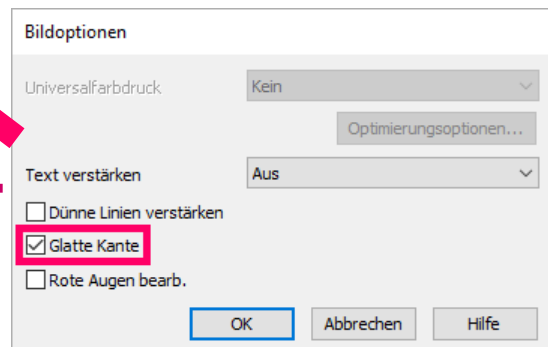 Bildoptionen
Universalfarbdruck Kein
Optimierungsoptionen...
Text verstärken Aus
Dünne Linien verstärken
Glatte Kante
Rote Augen bearb.
OK Abbrechen Hilfe